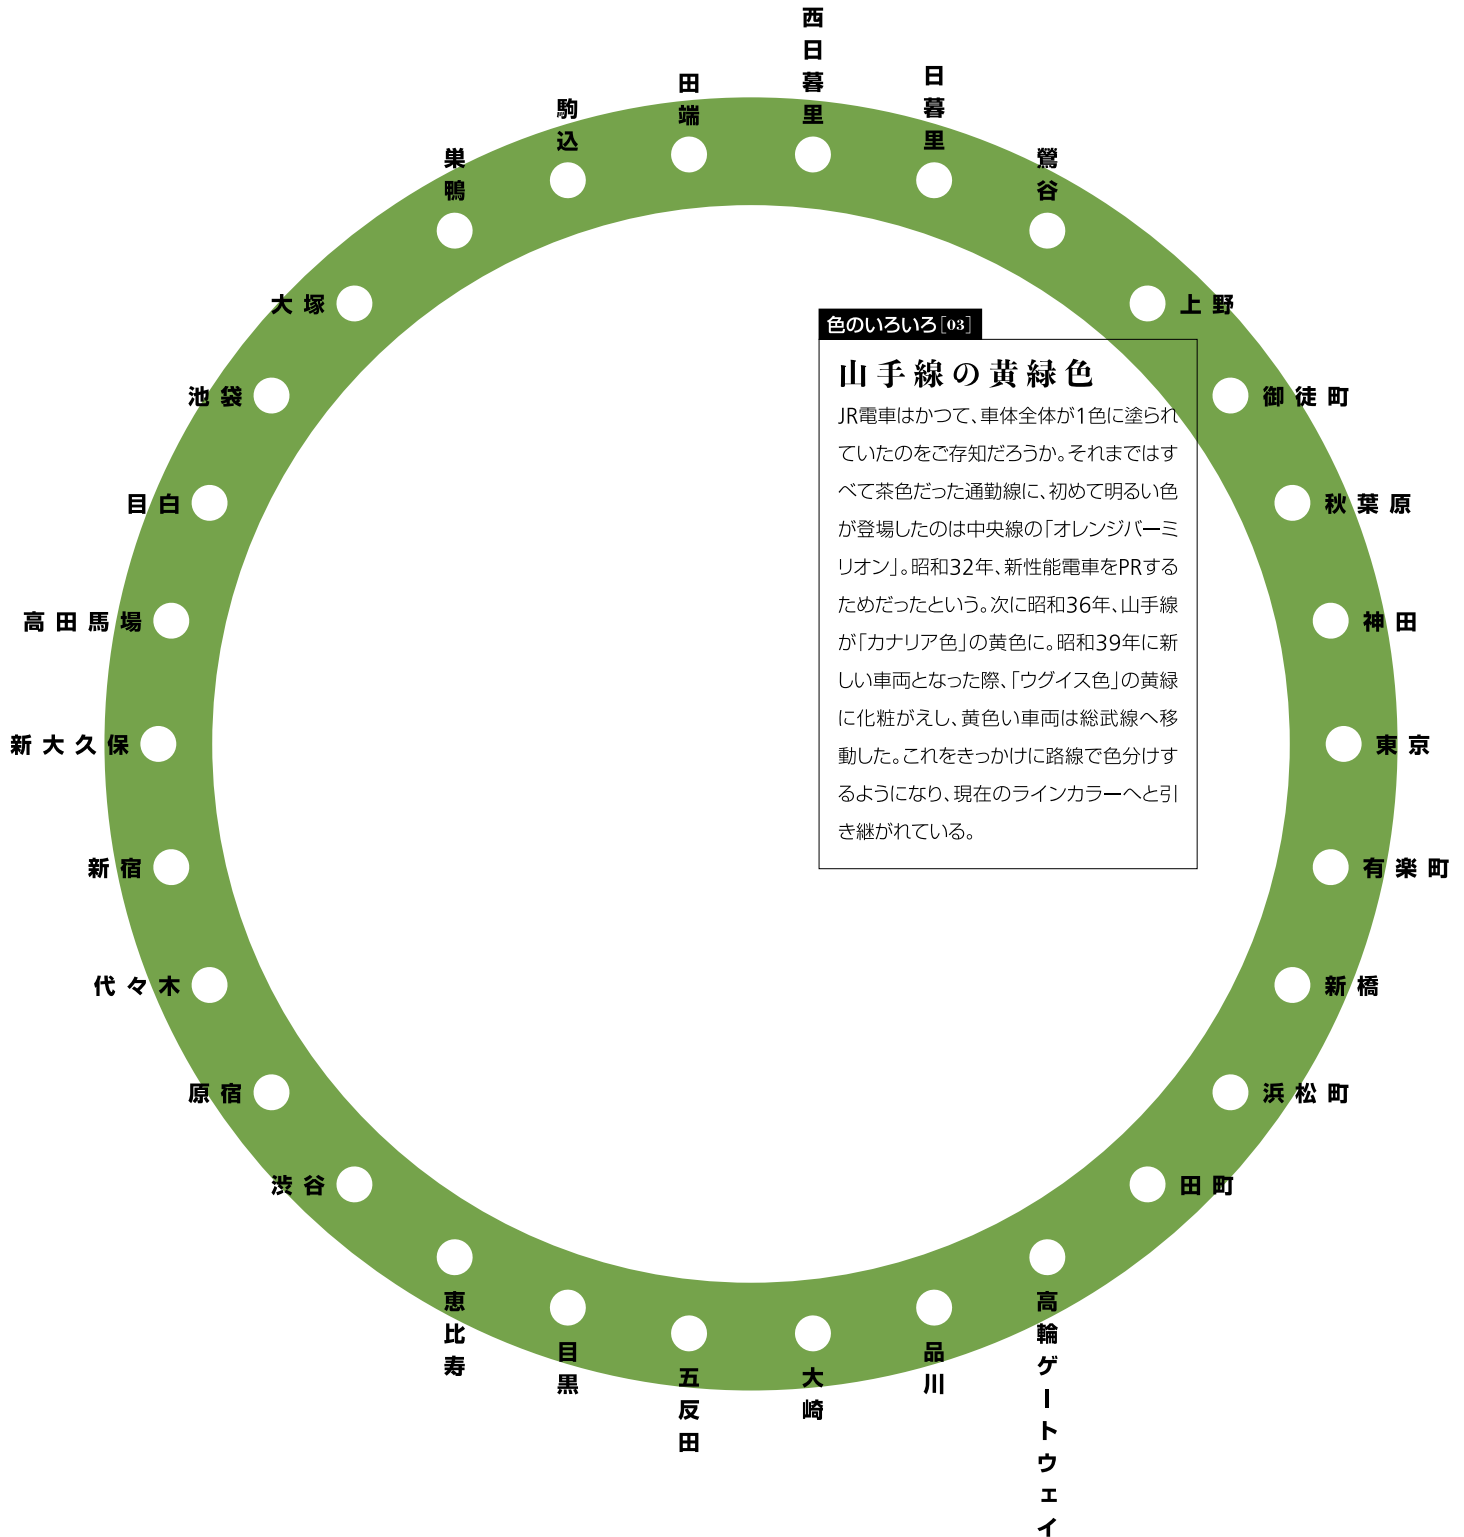 西日暮里
日暮里
鶯谷
上野
御徒町
秋葉原
神田
東京
有楽町
新橋
浜松町
田町
高輪ゲートウェイ
品川
大崎
五反田
目黒
恵比寿
渋谷
原宿
代々木
新宿
新大久保
高田馬場
目白
池袋
大塚
巣鴨
駒込
田端
色のいろいろ[03]
山手線の黄緑色
JR電車はかつて、車体全体が1色に塗られ
ていたのをご存知だろうか。それまではす
べて茶色だった通勤線に、初めて明るい色
が登場したのは中央線の「オレンジバーミ
リオン」。昭和32年、新性能電車をPRする
ためだったという。次に昭和36年、山手線
が「カナリア色」の黄色に。昭和39年に新
しい車両となった際、「ウグイス色」の黄緑
に化粧がえし、黄色い車両は総武線へ移
動した。これをきっかけに路線で色分けす
るようになり、現在のラインカラーへと引
き継がれている。